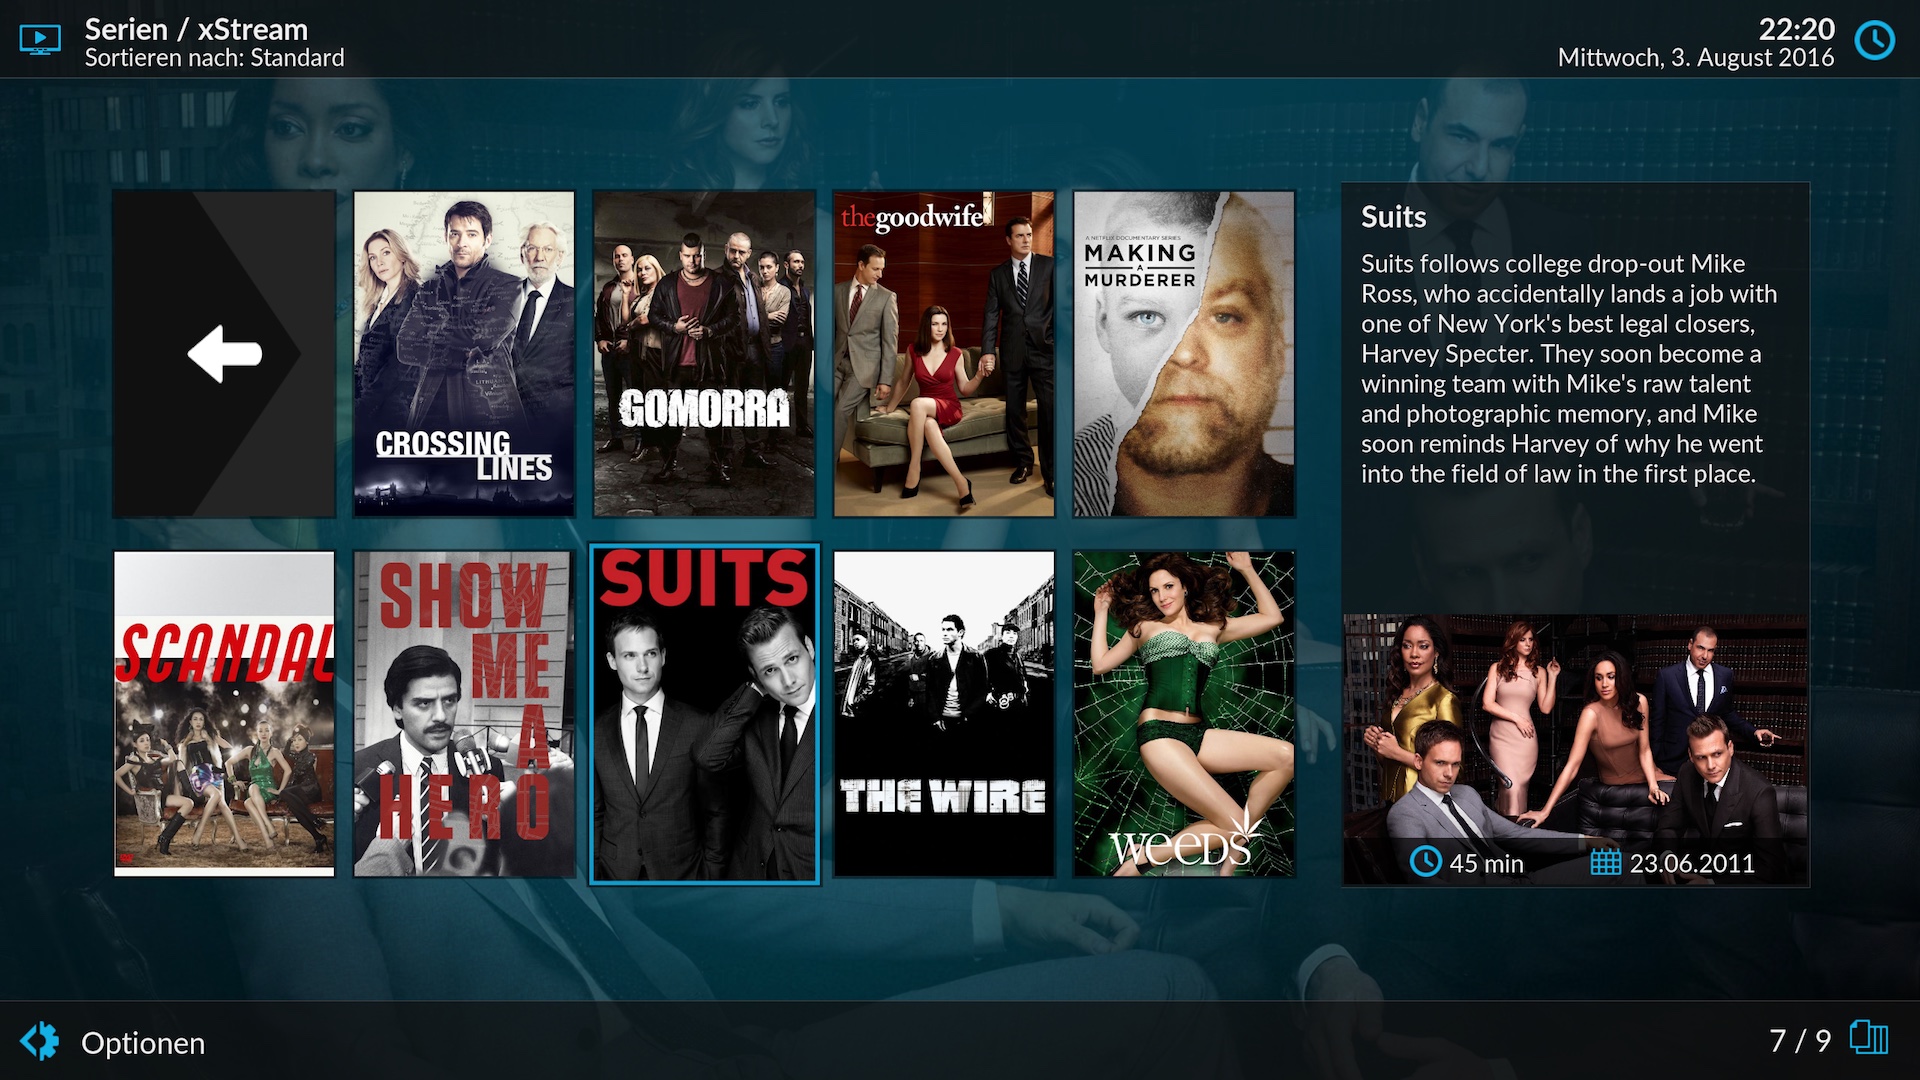 Serien / xStream
Sortieren nach: Standard
22:20
Mittwoch, 3. August 2016
CROSSING
LINES
GOMORRA
thegoodwife
A NETFLIX DOCUMENTARY SERIES
MAKING
A
MURDERER
SCANDAL
SHOW
ME
A
HERO
SUITS
THE WIRE
WEEDS
Suits
Suits follows college drop-out Mike
Ross, who accidentally lands a job with
one of New York's best legal closers,
Harvey Specter. They soon become a
winning team with Mike's raw talent
and photographic memory, and Mike
soon reminds Harvey of why he went
into the field of law in the first place.
45 min
23.06.2011
Optionen
7 / 9